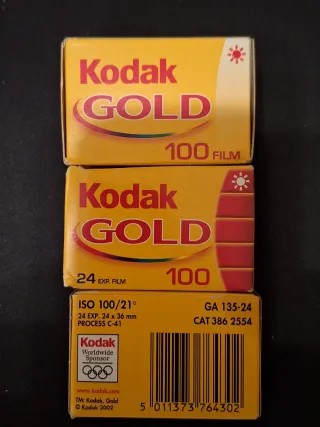 Kodak
GOLD
100 FILM
Kodak
GOLD
24 EXP. FILM
100
ISO 100/21°
GA 135-24
24 EXP. 24 x 36 mm
CAT 386 2554
PROCESS C-41
Kodak
Worldwide
Sponsor
www.kodak.com
TM: Kodak, Gold
© Kodak 2002
5 011373 764302